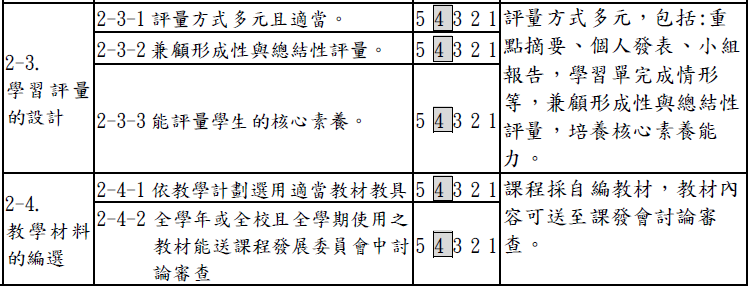 2-3.
學習評量
的設計
2-3-1 評量方式多元且適當。
5 4 3 2 1
2-3-2 兼顧形成性與總結性評量。
5 4 3 2 1
2-3-3 能評量學生的核心素養。
5 4 3 2 1
評量方式多元，包括:重
點摘要、個人發表、小組
報告，學習單完成情形
等，兼顧形成性與總結性
評量，培養核心素養能
力。
2-4.
教學材料
的編選
2-4-1 依教學計劃選用適當教材教具
5 4 3 2 1
2-4-2 全學年或全校且全學期使用之
教材能送課程發展委員會中討
論審查
5 4 3 2 1
課程採自編教材，教材內
容可送至課發會討論審
查。